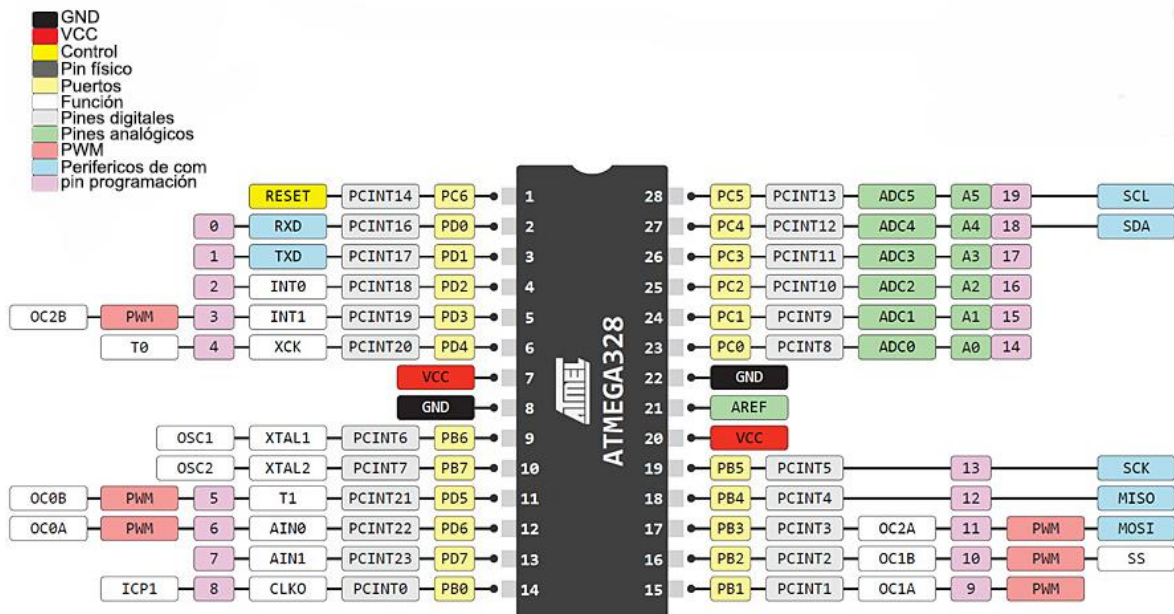 GND
VCC
Control
Pin físico
Puertos
Función
Pines digitales
Pines analógicos
PWM
Perifericos de com
pin programación
RESET PCINT14 PC6 1 28 PC5 PCINT13 ADC5 A5 19 SCL
0 RXD PCINT16 PD0 2 27 PC4 PCINT12 ADC4 A4 18 SDA
1 TXD PCINT17 PD1 3 26 PC3 PCINT11 ADC3 A3 17
2 INT0 PCINT18 PD2 4 25 PC2 PCINT10 ADC2 A2 16
OC2B PWM 3 INT1 PCINT19 PD3 5 24 PC1 PCINT9 ADC1 A1 15
T0 4 XCK PCINT20 PD4 6 23 PC0 PCINT8 ADC0 A0 14
VCC 7 22 GND
GND 8 21 AREF
OSC1 XTAL1 PCINT6 PB6 9 20 VCC
OSC2 XTAL2 PCINT7 PB7 10 19 PB5 PCINT5 13 SCK
OC0B PWM 5 T1 PCINT21 PD5 11 18 PB4 PCINT4 12 MISO
OC0A PWM 6 AIN0 PCINT22 PD6 12 17 PB3 PCINT3 OC2A 11 PWM MOSI
7 AIN1 PCINT23 PD7 13 16 PB2 PCINT2 OC1B 10 PWM SS
ICP1 8 CLKO PCINT0 PB0 14 15 PB1 PCINT1 OC1A 9 PWM
ATMEL
ATMEGA328